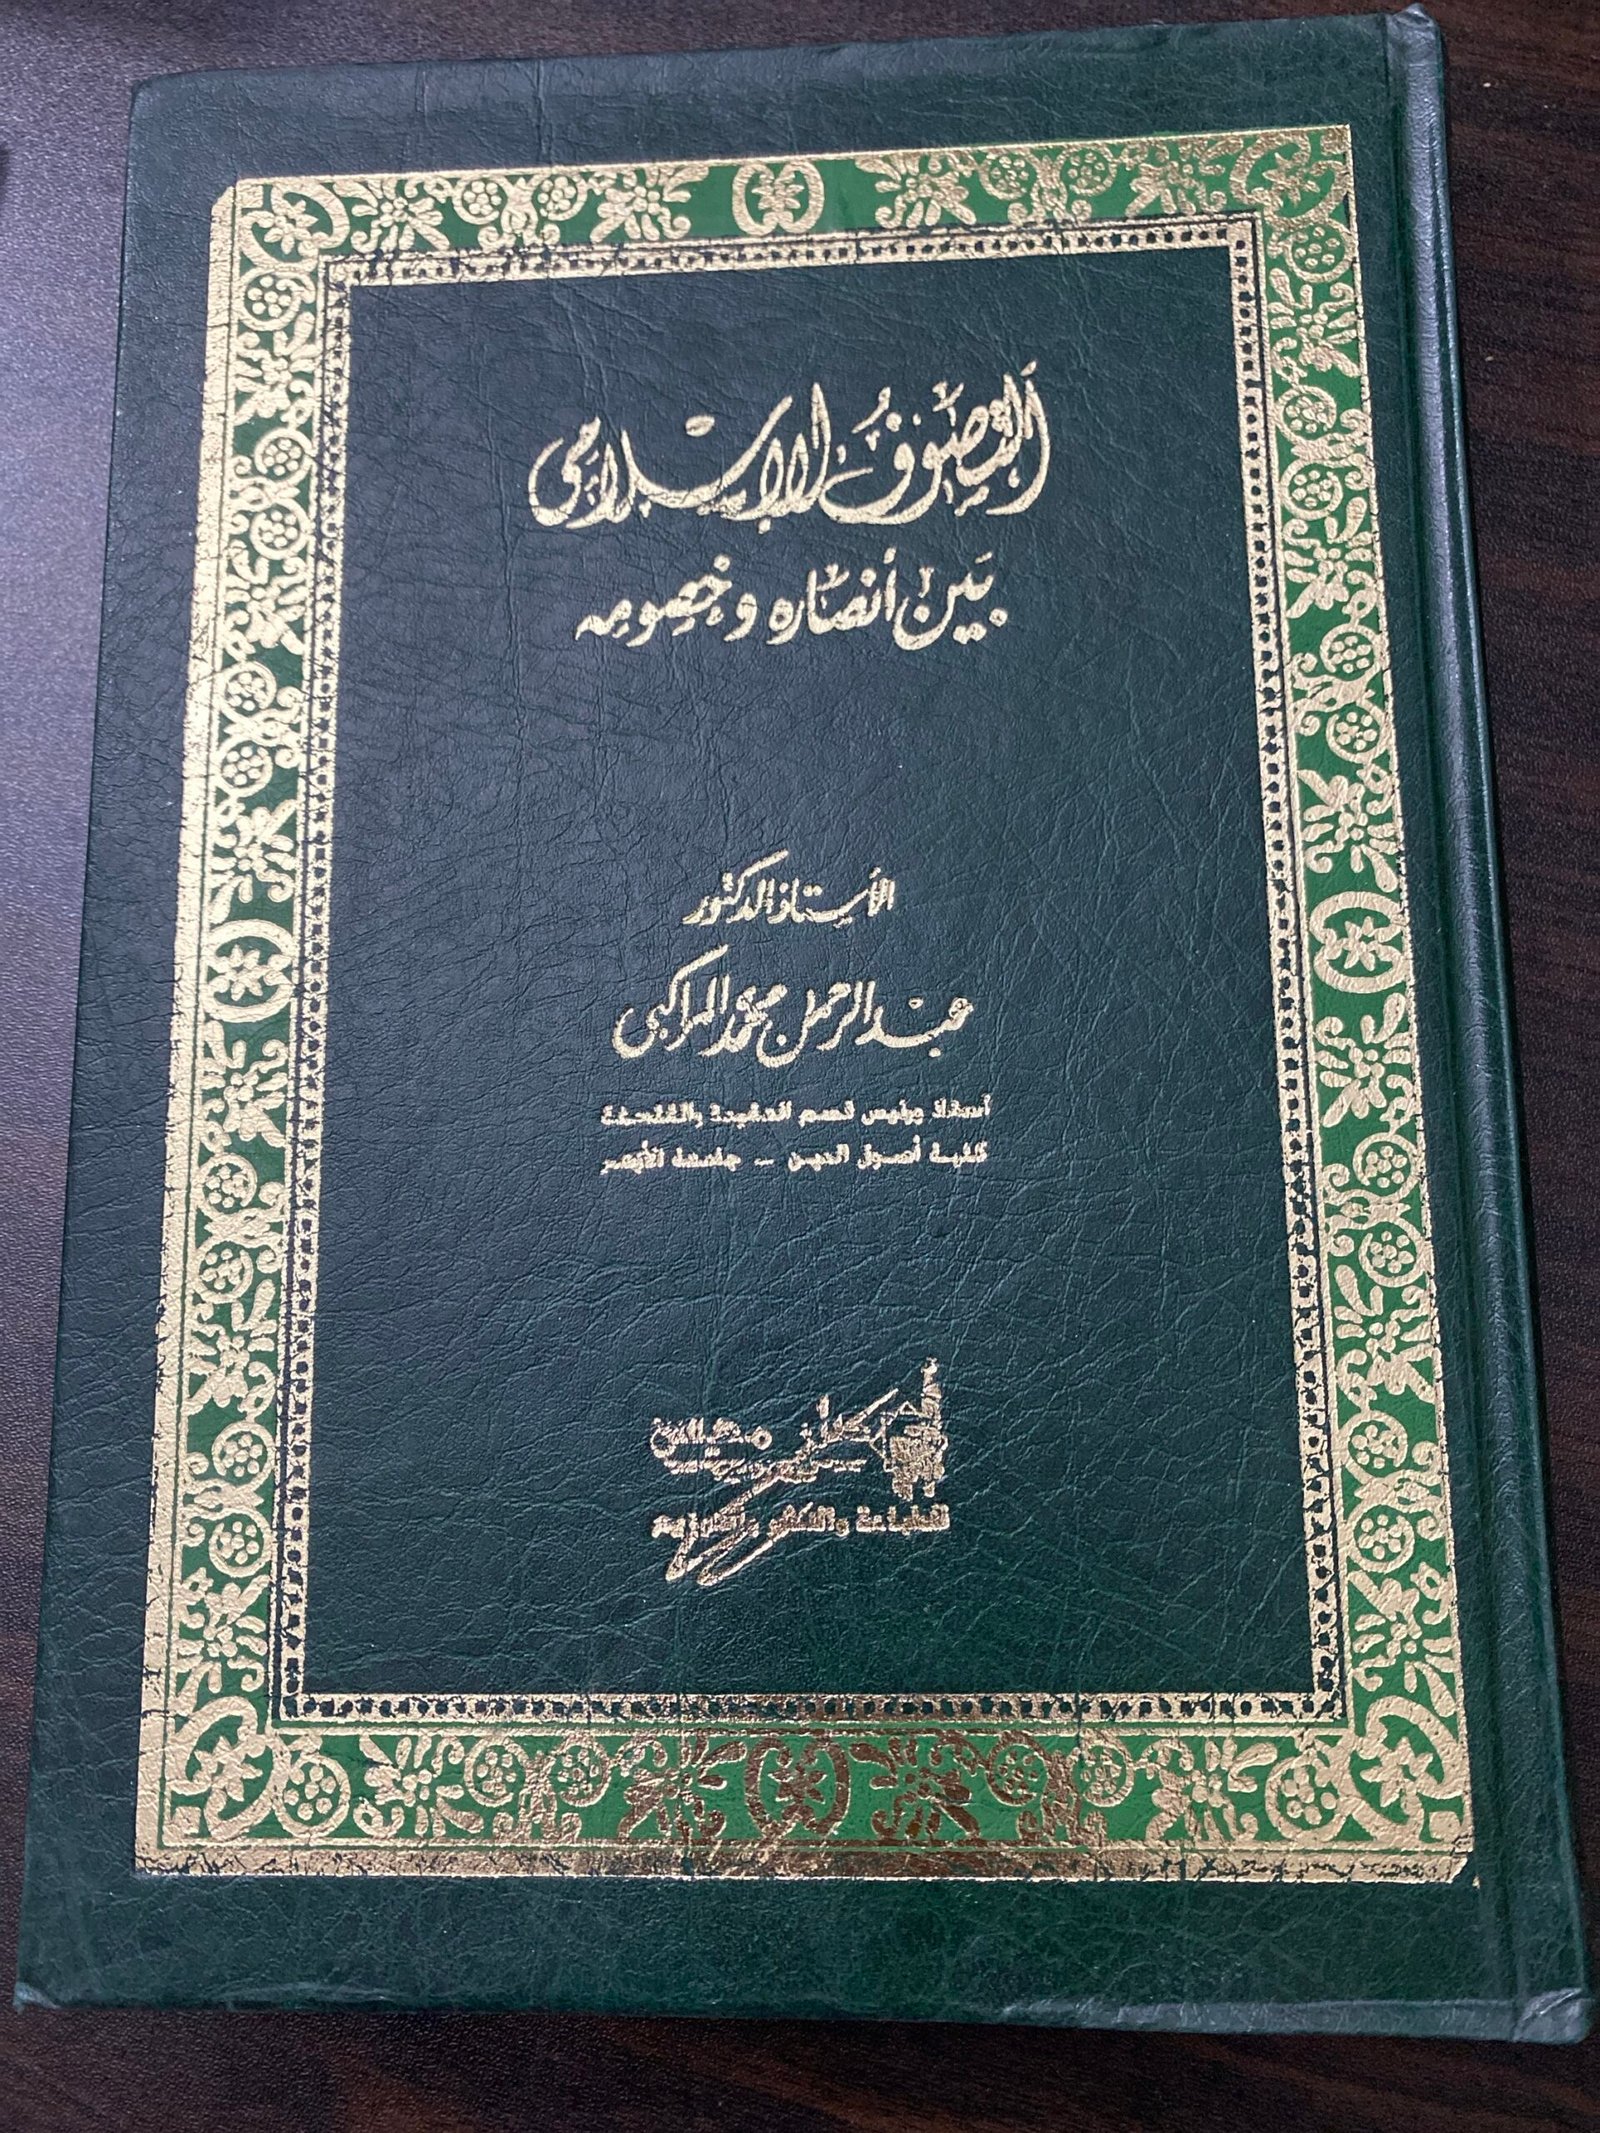 التصوف الإسلامي
بين أنصاره وخصومه
الأستاذ الدكتور
عبد الرحمن محمد المراكبي
أستاذ ورئيس قسم العقيدة والفلسفة
كلية أصول الدين – جامعة الأزهر
للطباعة والنشر والتوزيع